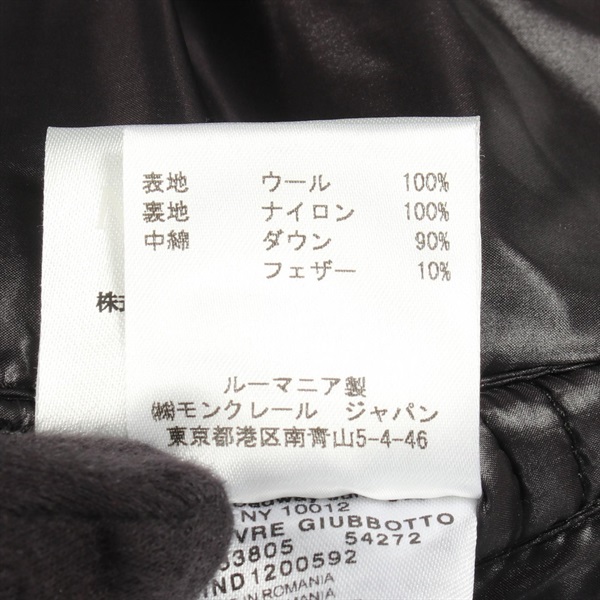 表地 ウール 100%
裏地 ナイロン 100%
中綿 ダウン 90%
フェザー 10%
株式
ルーマニア製
㈱モンクレール ジャパン
東京都港区南青山5-4-46
NY 10012
VRE GIUBBOTTO
53805 54272
IND1200592
IN ROMANIA
ROMANIA